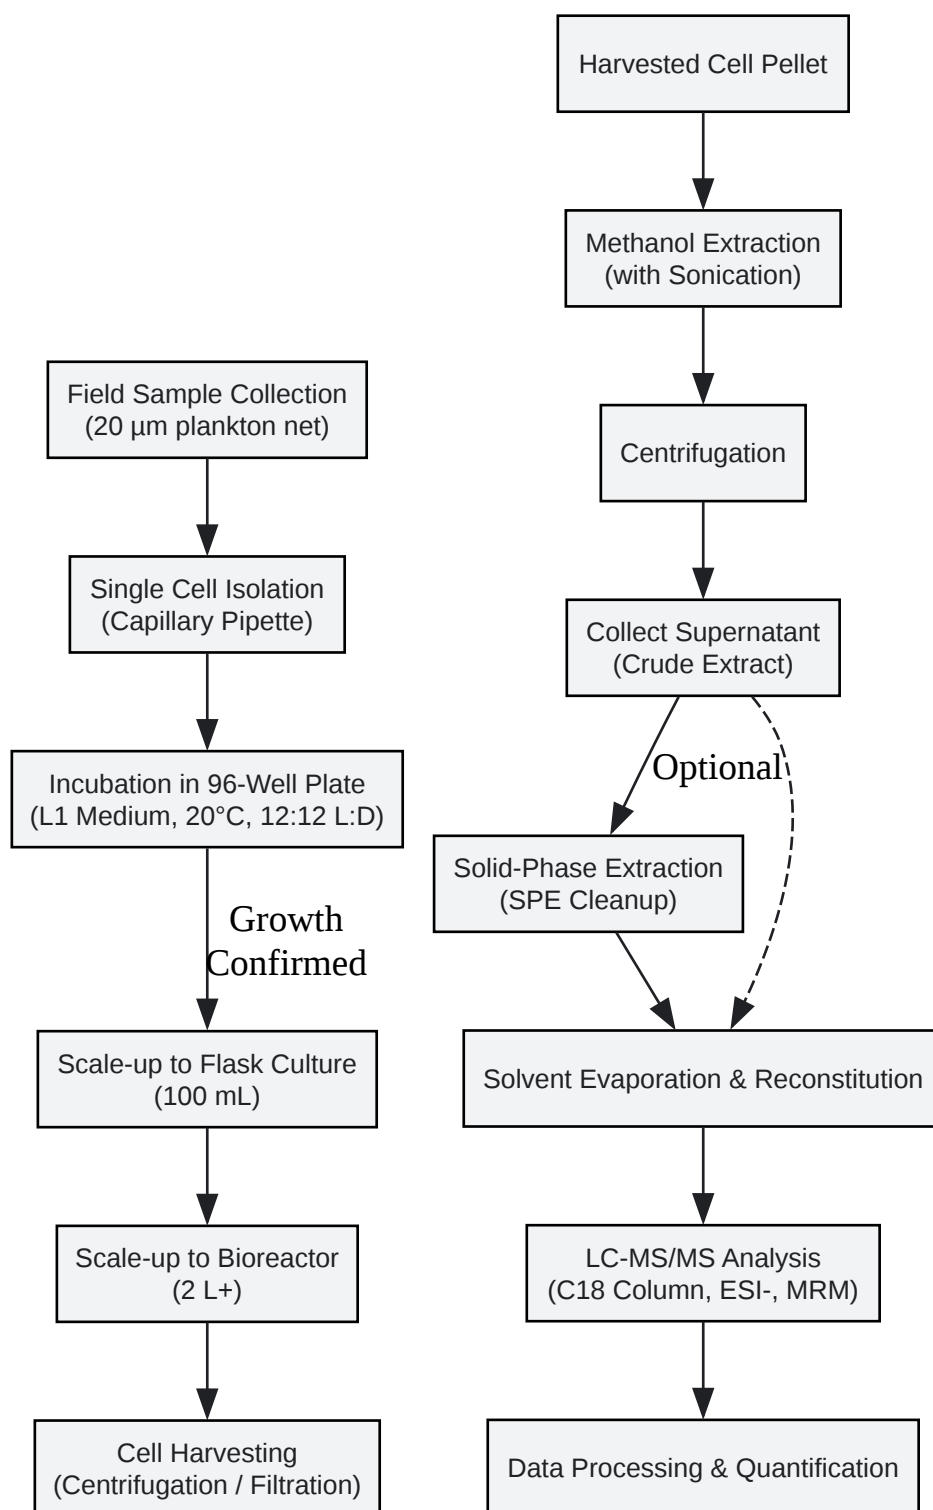 Field Sample Collection
(20 µm plankton net)
Single Cell Isolation
(Capillary Pipette)
Incubation in 96-Well Plate
(L1 Medium, 20°C, 12:12 L:D)
Growth
Confirmed
Scale-up to Flask Culture
(100 mL)
Scale-up to Bioreactor
(2 L+)
Cell Harvesting
(Centrifugation / Filtration)
Harvested Cell Pellet
Methanol Extraction
(with Sonication)
Centrifugation
Collect Supernatant
(Crude Extract)
Optional
Solid-Phase Extraction
(SPE Cleanup)
Solvent Evaporation & Reconstitution
LC-MS/MS Analysis
(C18 Column, ESI-, MRM)
Data Processing & Quantification